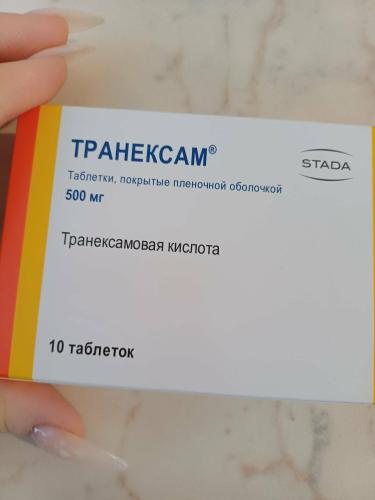 ТРАНЕКСАМ®
STADA
Таблетки, покрытые пленочной оболочкой
500 мг
Транексамовая кислота
10 таблеток